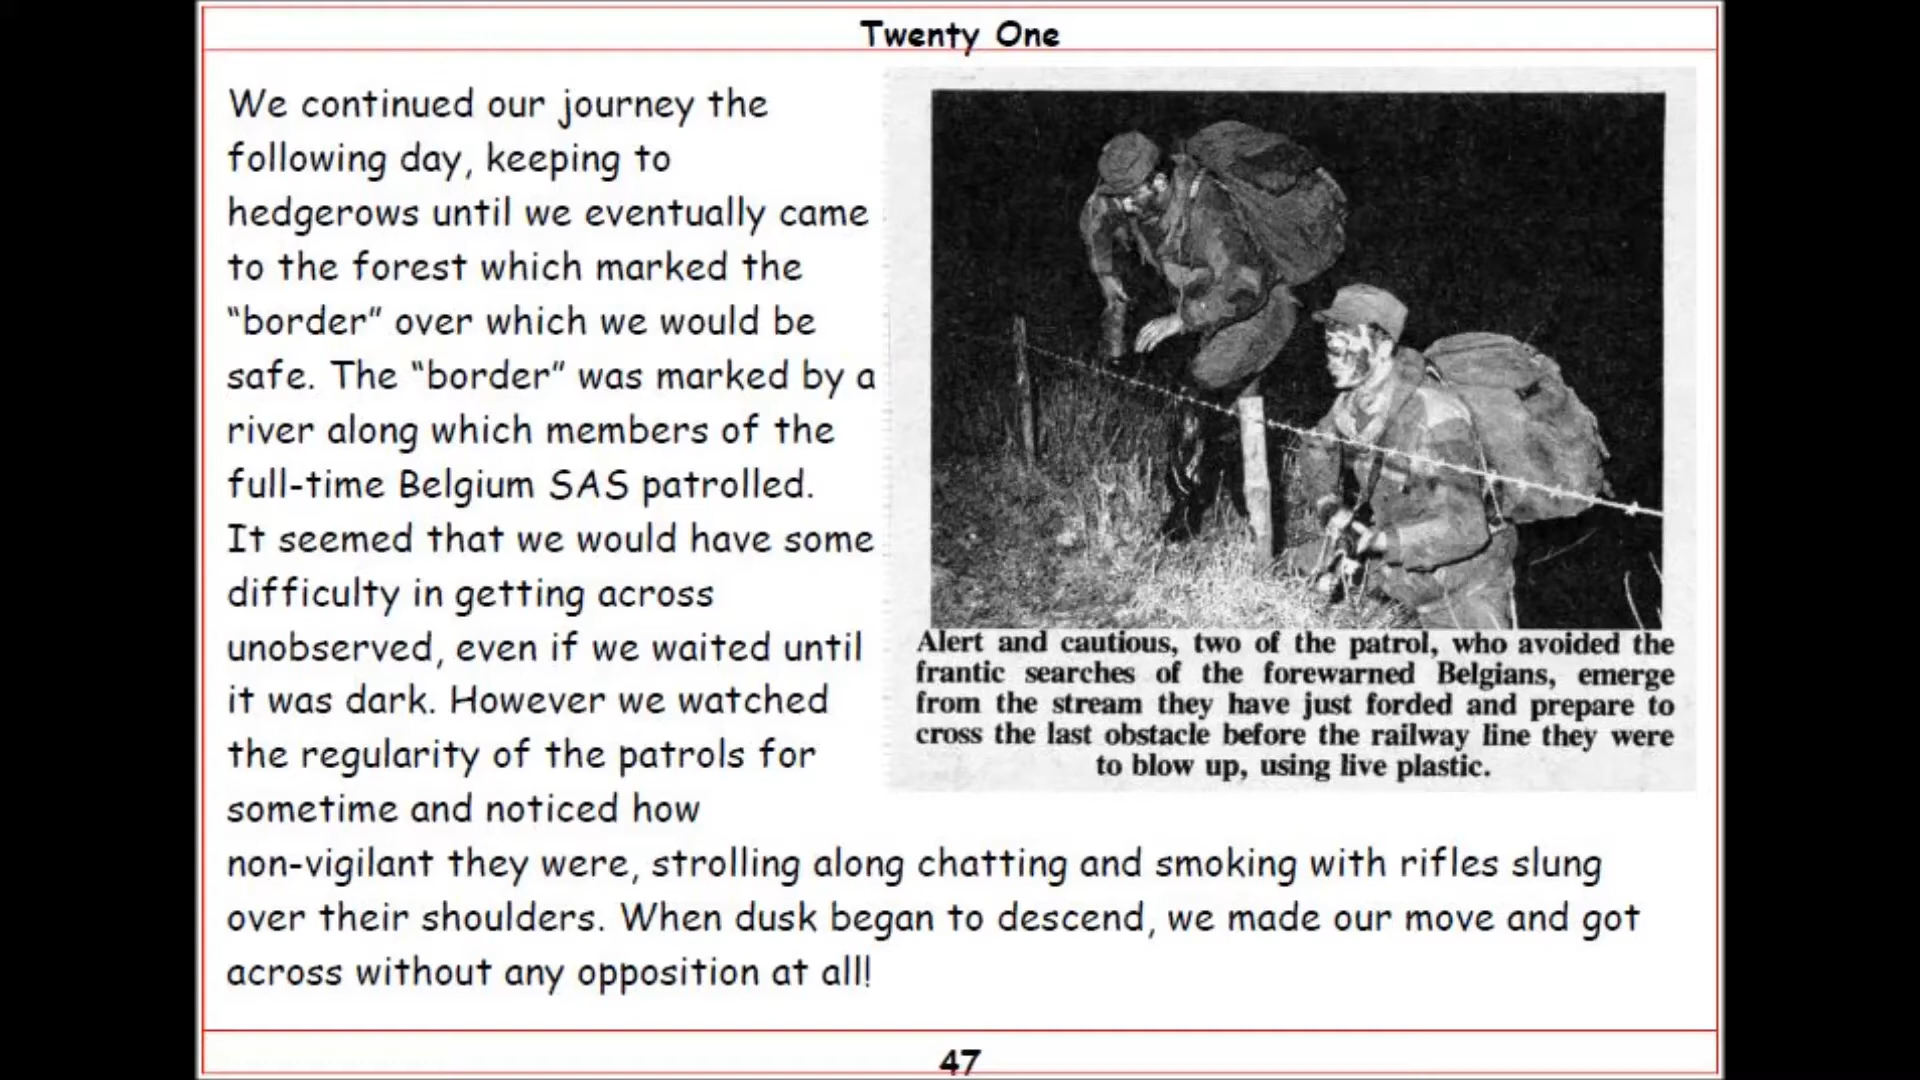 Twenty One
We continued our journey the
following day, keeping to
hedgerows until we eventually came
to the forest which marked the
“border” over which we would be
safe. The “border” was marked by a
river along which members of the
full-time Belgium SAS patrolled.
It seemed that we would have some
difficulty in getting across
unobserved, even if we waited until
it was dark. However we watched
the regularity of the patrols for
sometime and noticed how
non-vigilant they were, strolling along chatting and smoking with rifles slung
over their shoulders. When dusk began to descend, we made our move and got
across without any opposition at all!
Alert and cautious, two of the patrol, who avoided the
frantic searches of the forewarned Belgians, emerge
from the stream they have just forded and prepare to
cross the last obstacle before the railway line they were
to blow up, using live plastic.
47